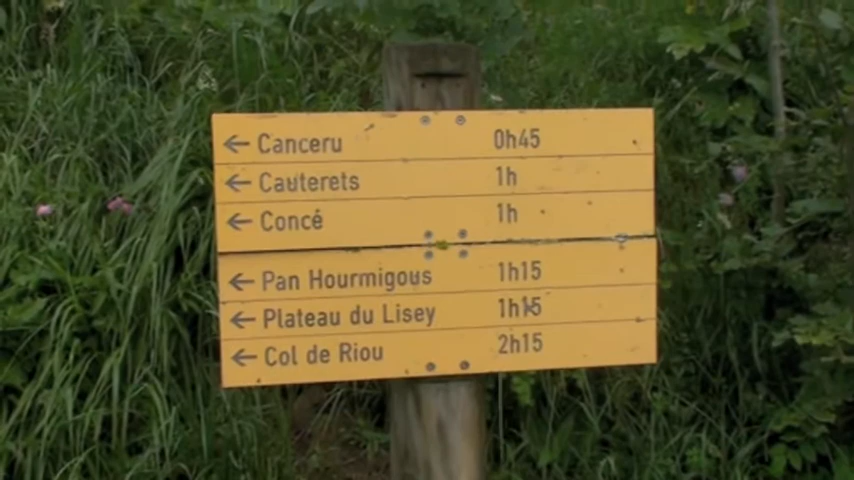 ← Canceru 0h45
← Cauterets 1h
← Concé 1h
← Pan Hourmigous 1h15
← Plateau du Lisey 1h15
← Col de Riou 2h15